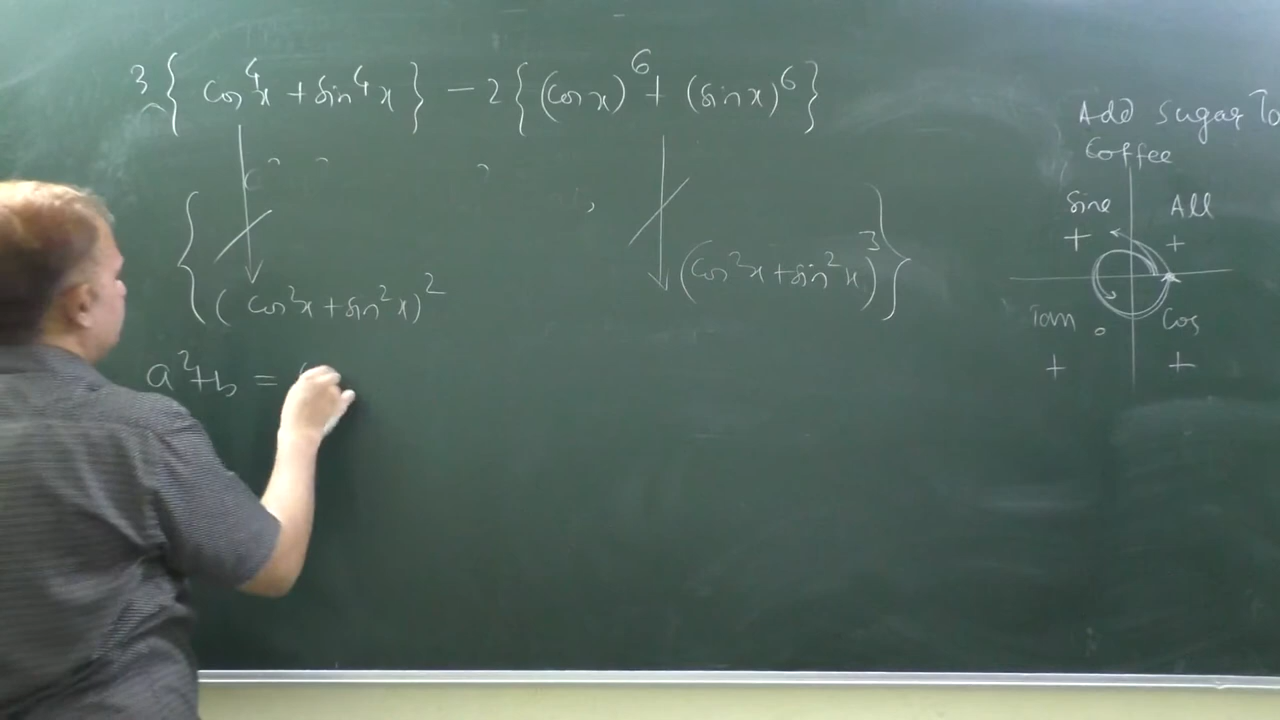 3{ cos⁴x + sin⁴x } − 2{ (cos x)⁶ + (sin x)⁶ }
{ ( cos²x + sin²x )² (cos²x + sin²x)³ }
a² + b =
Add Sugar To
Coffee
Sine All
+ +
Tan Cos
+ +